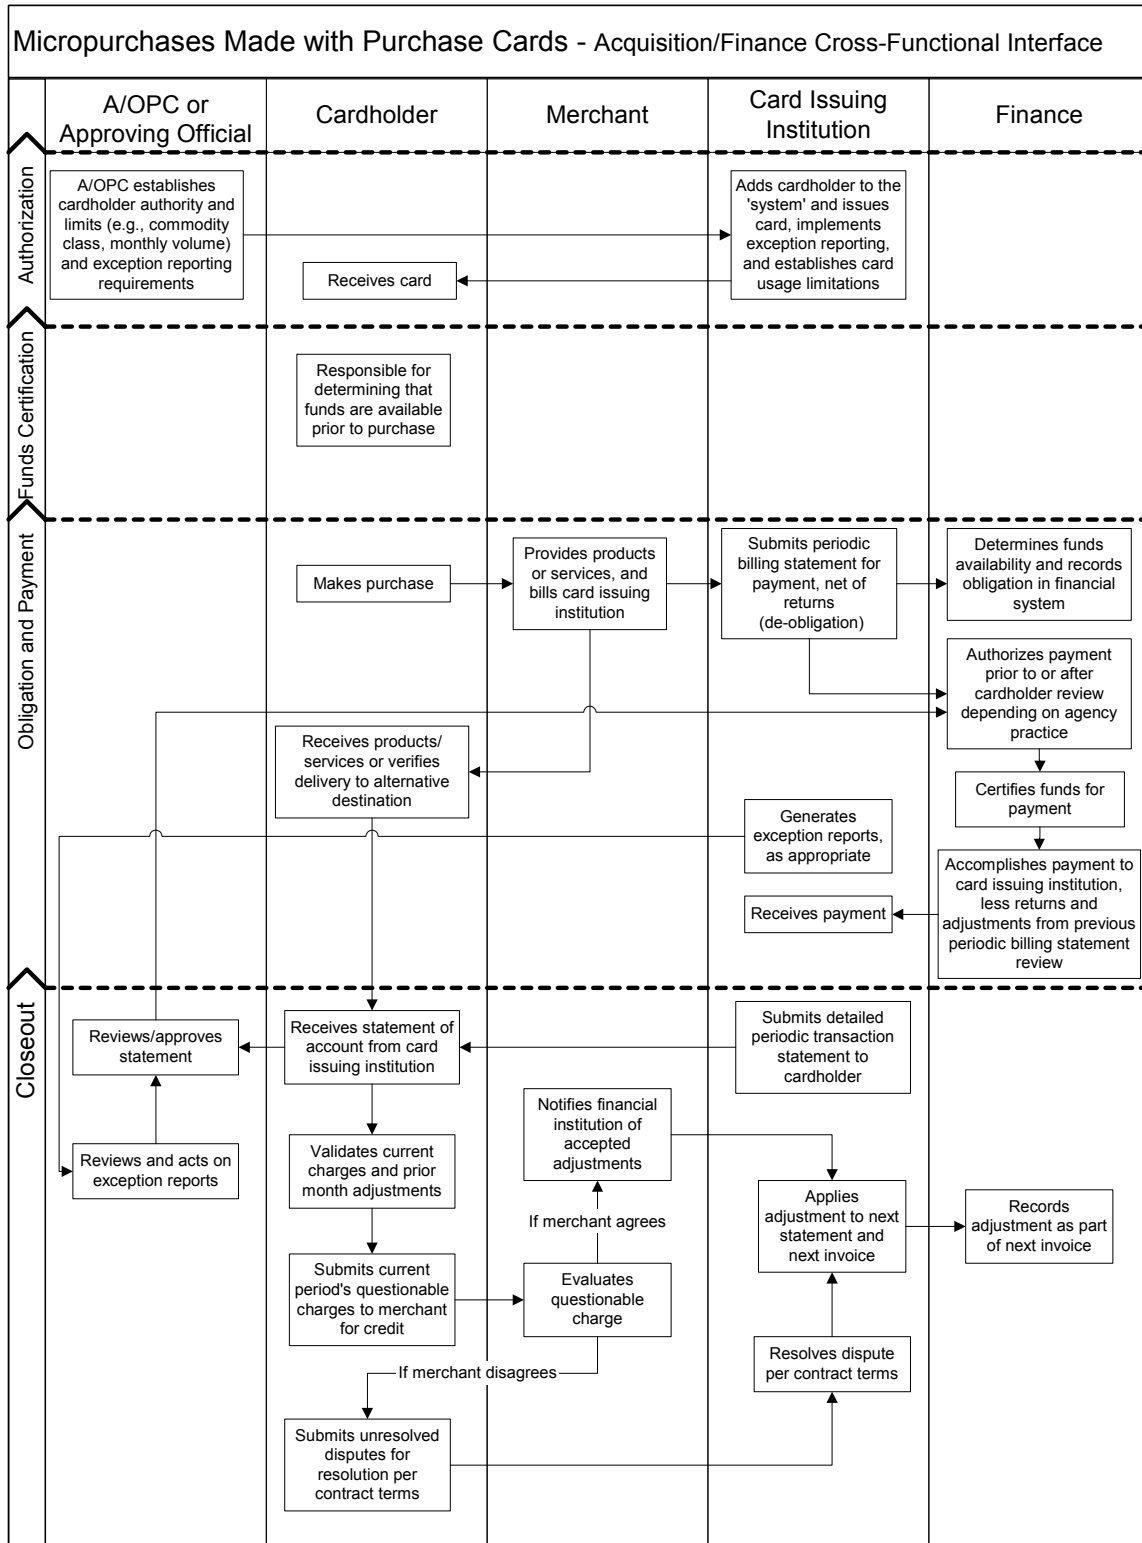 Micropurchases Made with Purchase Cards - Acquisition/Finance Cross-Functional Interface
A/OPC or
Approving Official
Cardholder
Merchant
Card Issuing
Institution
Finance
Authorization
A/OPC establishes
cardholder authority and
limits (e.g., commodity
class, monthly volume)
and exception reporting
requirements
Adds cardholder to the
'system' and issues
card, implements
exception reporting,
and establishes card
usage limitations
Receives card
Funds Certification
Responsible for
determining that
funds are available
prior to purchase
Obligation and Payment
Makes purchase
Provides products
or services, and
bills card issuing
institution
Submits periodic
billing statement for
payment, net of
returns
(de-obligation)
Determines funds
availability and records
obligation in financial
system
Authorizes payment
prior to or after
cardholder review
depending on agency
practice
Receives products/
services or verifies
delivery to alternative
destination
Certifies funds for
payment
Generates
exception reports,
as appropriate
Accomplishes payment to
card issuing institution,
less returns and
adjustments from previous
periodic billing statement
review
Receives payment
Closeout
Reviews/approves
statement
Receives statement of
account from card
issuing institution
Submits detailed
periodic transaction
statement to
cardholder
Notifies financial
institution of
accepted
adjustments
Reviews and acts on
exception reports
Validates current
charges and prior
month adjustments
If merchant agrees
Applies
adjustment to next
statement and
next invoice
Records
adjustment as part
of next invoice
Submits current
period's questionable
charges to merchant
for credit
Evaluates
questionable
charge
If merchant disagrees
Resolves dispute
per contract terms
Submits unresolved
disputes for
resolution per
contract terms